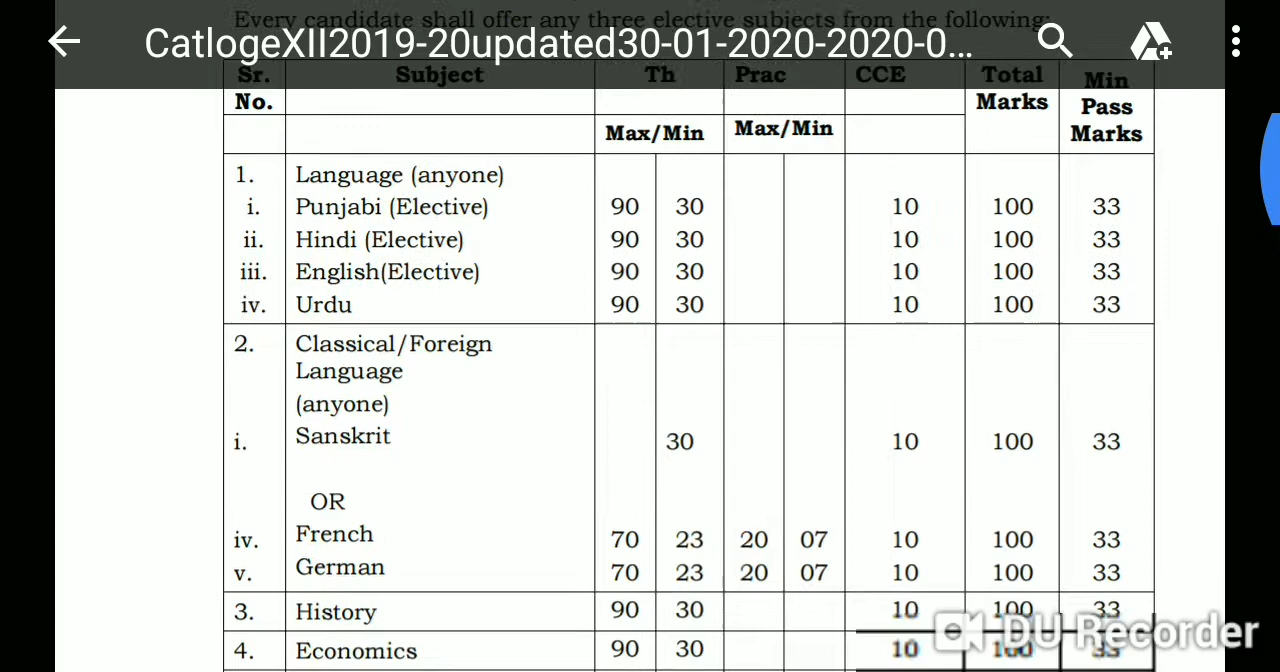 Every candidate shall offer any three elective subjects from the following:
CatlogeXII2019-20updated30-01-2020-2020-0...
Sr. No. Subject Th Prac CCE Total Marks Min Pass Marks
Max/Min Max/Min
1. Language (anyone)
i. Punjabi (Elective) 90 30 10 100 33
ii. Hindi (Elective) 90 30 10 100 33
iii. English(Elective) 90 30 10 100 33
iv. Urdu 90 30 10 100 33
2. Classical/Foreign
Language
(anyone)
i. Sanskrit 30 10 100 33
OR
iv. French 70 23 20 07 10 100 33
v. German 70 23 20 07 10 100 33
3. History 90 30 10 100 33
4. Economics 90 30 10 100 33
DU Recorder